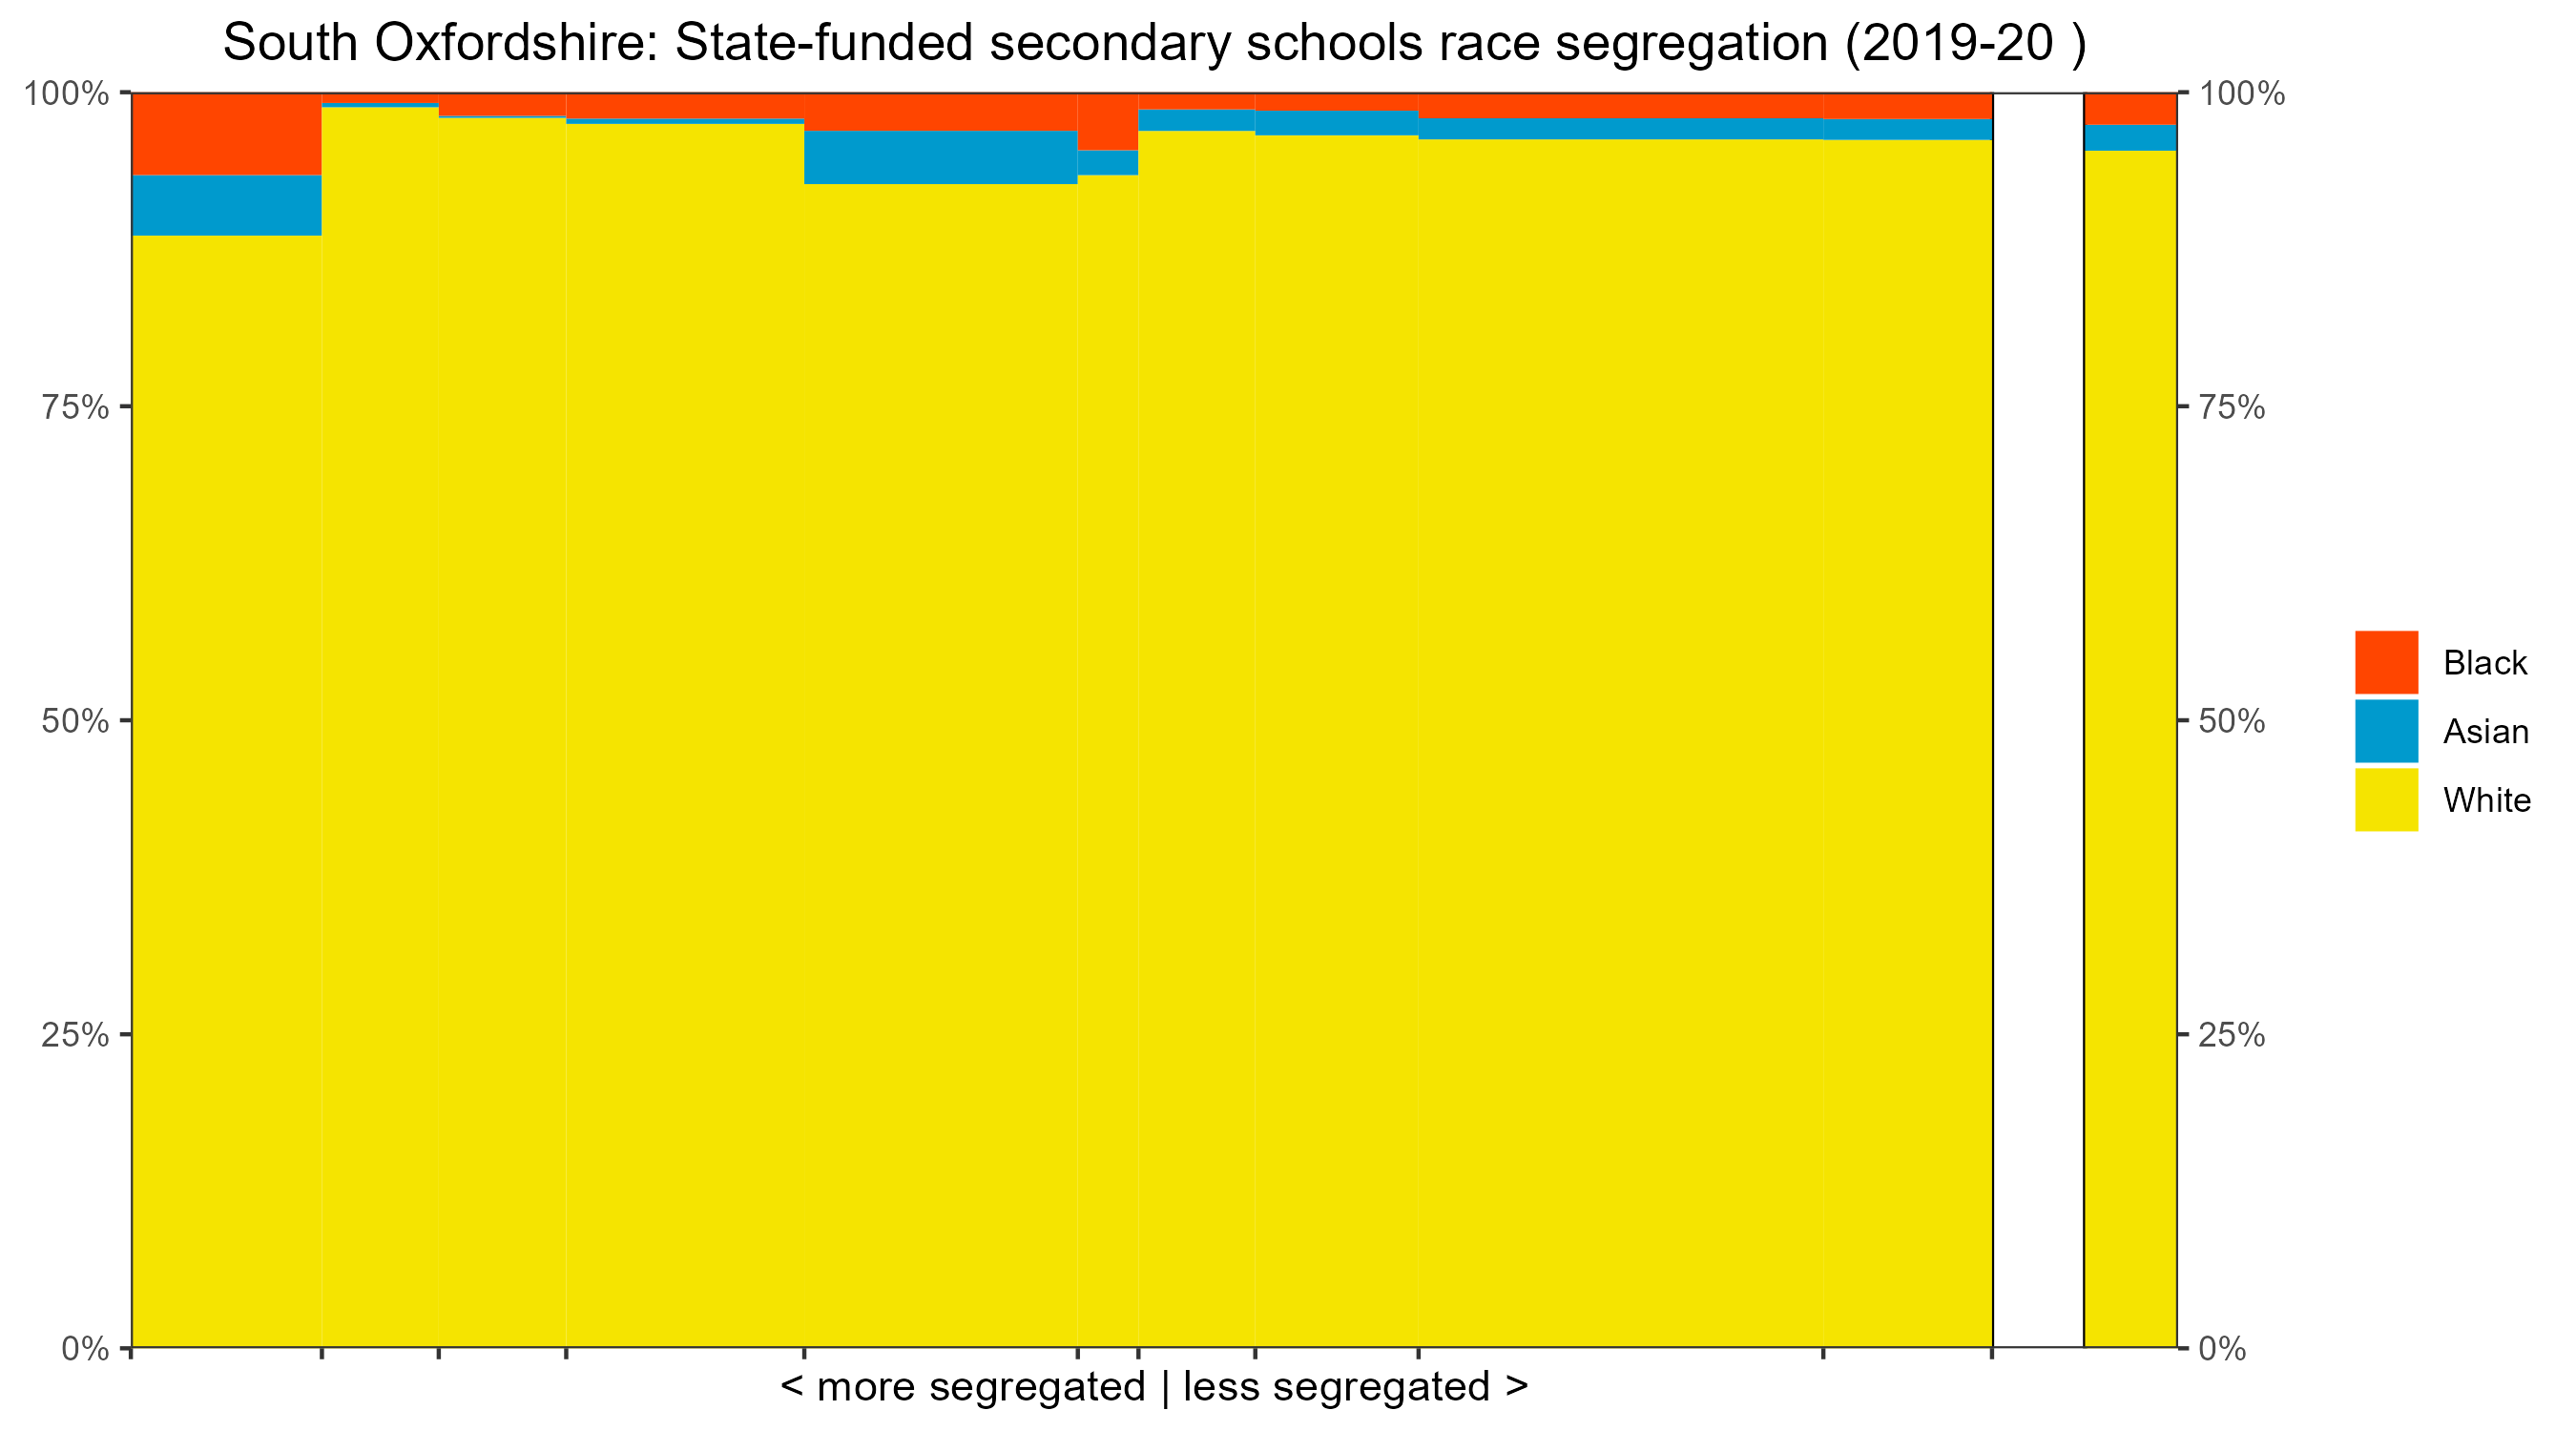 South Oxfordshire: State-funded secondary schools race segregation (2019-20 )
100%
75%
50%
25%
0%
100%
75%
50%
25%
0%
Black
Asian
White
< more segregated | less segregated >